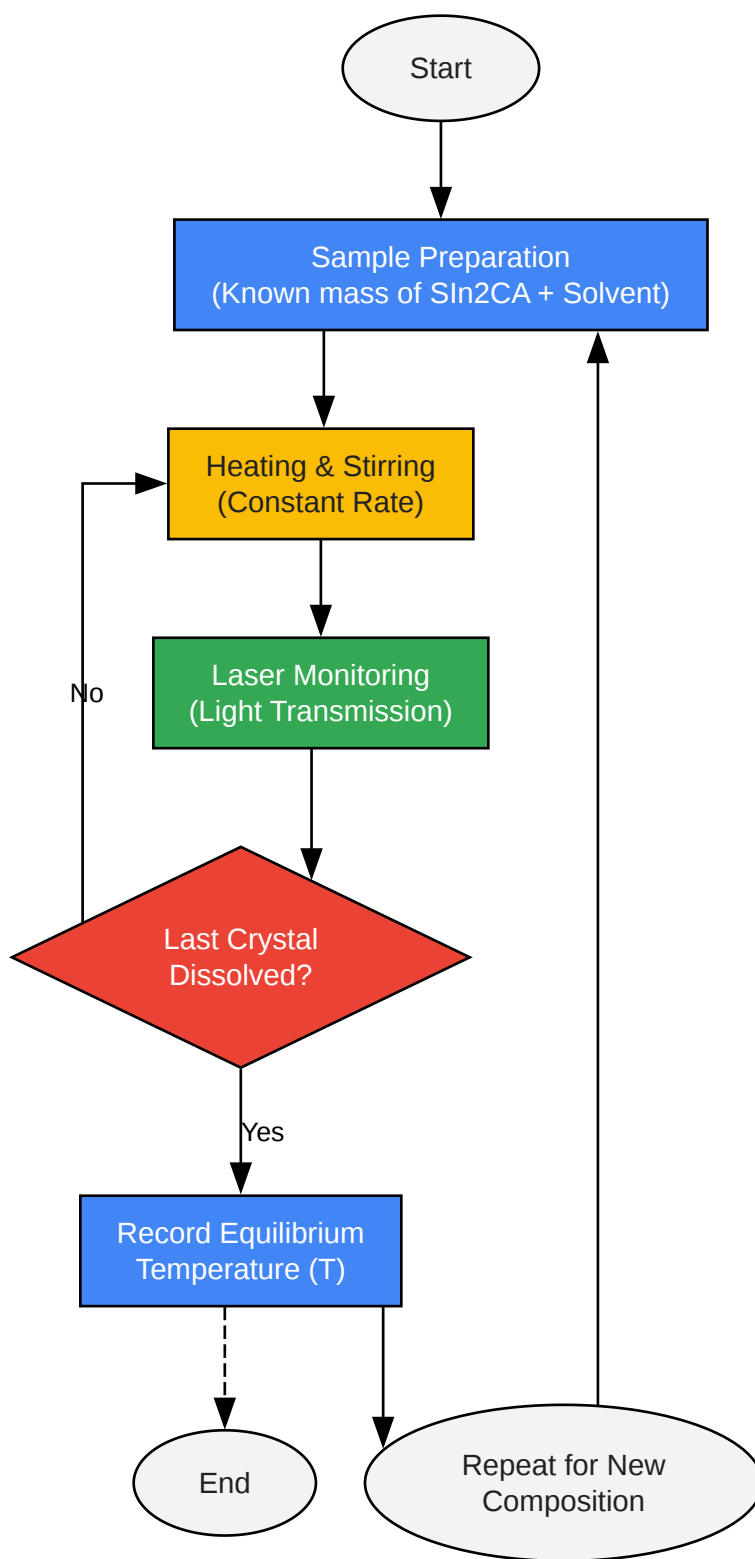 Start
Sample Preparation
(Known mass of SIn2CA + Solvent)
Heating & Stirring
(Constant Rate)
Laser Monitoring
(Light Transmission)
No
Last Crystal
Dissolved?
Yes
Record Equilibrium
Temperature (T)
End
Repeat for New
Composition